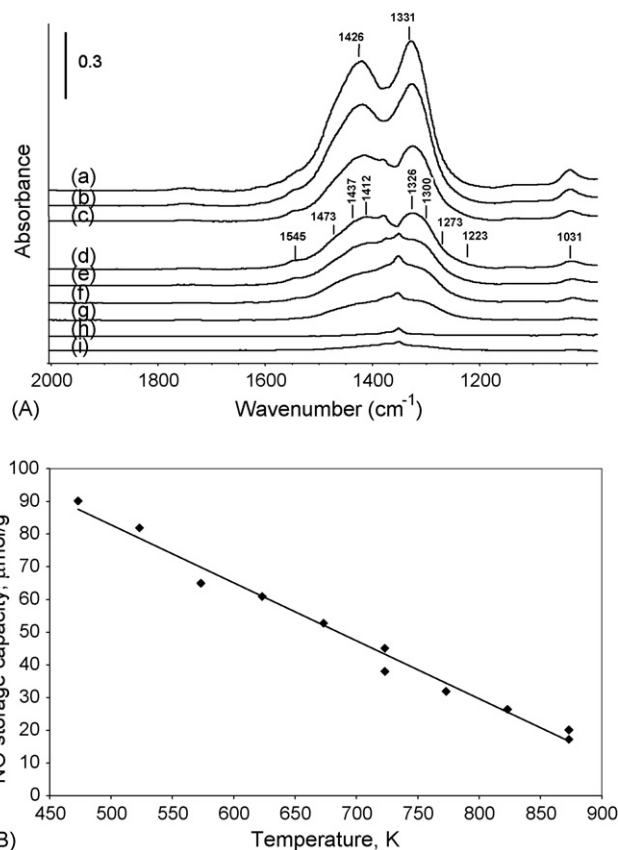 1426
1331
0.3
Absorbance
(a)
(b)
(c)
1545
1473
1437
1412
1326
1300
1273
1223
1031
(d)
(e)
(f)
(g)
(h)
(i)
2000 1800 1600 1400 1200
(A)
Wavenumber (cm-1)
100
90
80
70
60
50
40
30
20
10
0
storage capacity, µmol/g
450 500 550 600 650 700 750 800 850 900
B)
Temperature, K